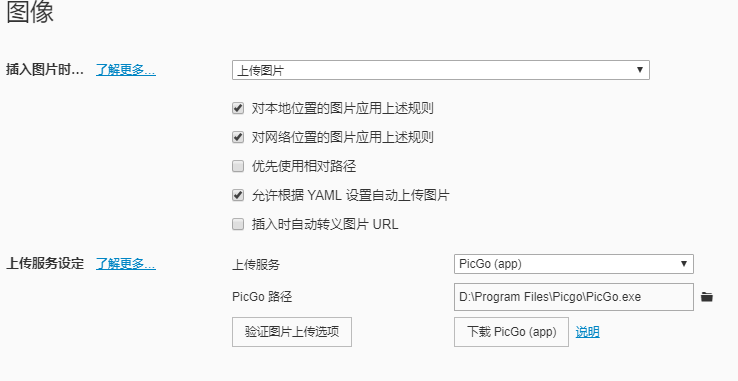 图像
插入图片时... 了解更多... 上传图片
对本地位置的图片应用上述规则
对网络位置的图片应用上述规则
优先使用相对路径
允许根据 YAML 设置自动上传图片
插入时自动转义图片 URL
上传服务设定 了解更多... 上传服务 PicGo (app)
PicGo 路径 D:\Program Files\Picgo\PicGo.exe
验证图片上传选项 下载 PicGo (app) 说明